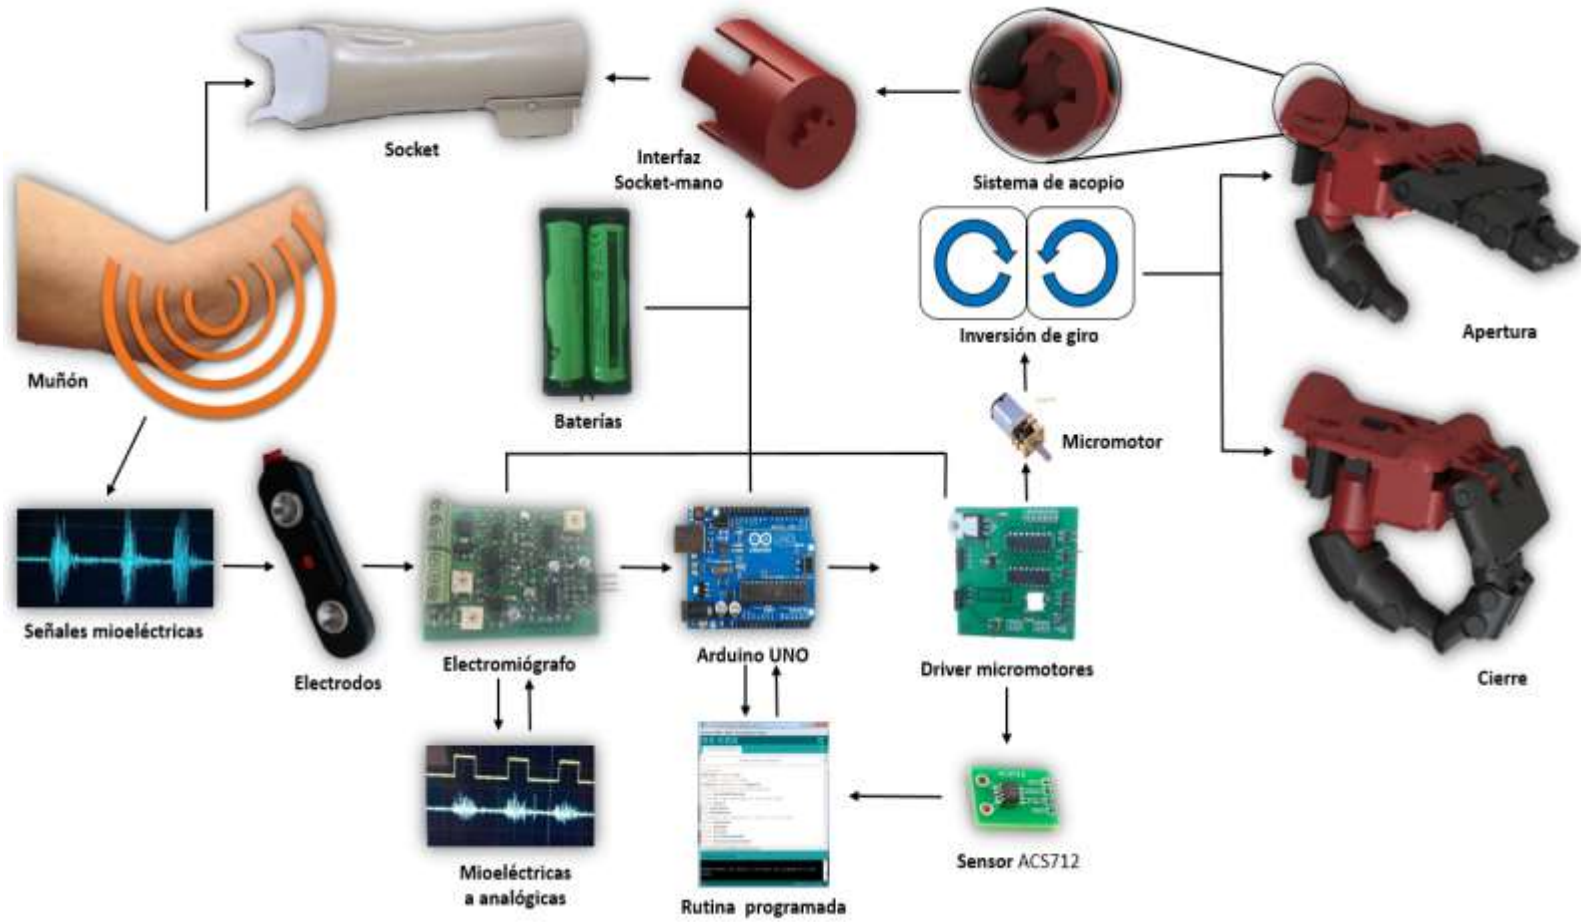 Socket
Interfaz
Socket-mano
Sistema de acopio
Muñón
Baterías
Inversión de giro
Apertura
Micromotor
Señales mioeléctricas
Electrodos
Electromiógrafo
Arduino UNO
Driver micromotores
Cierre
Mioeléctricas
a analógicas
Rutina programada
Sensor ACS712